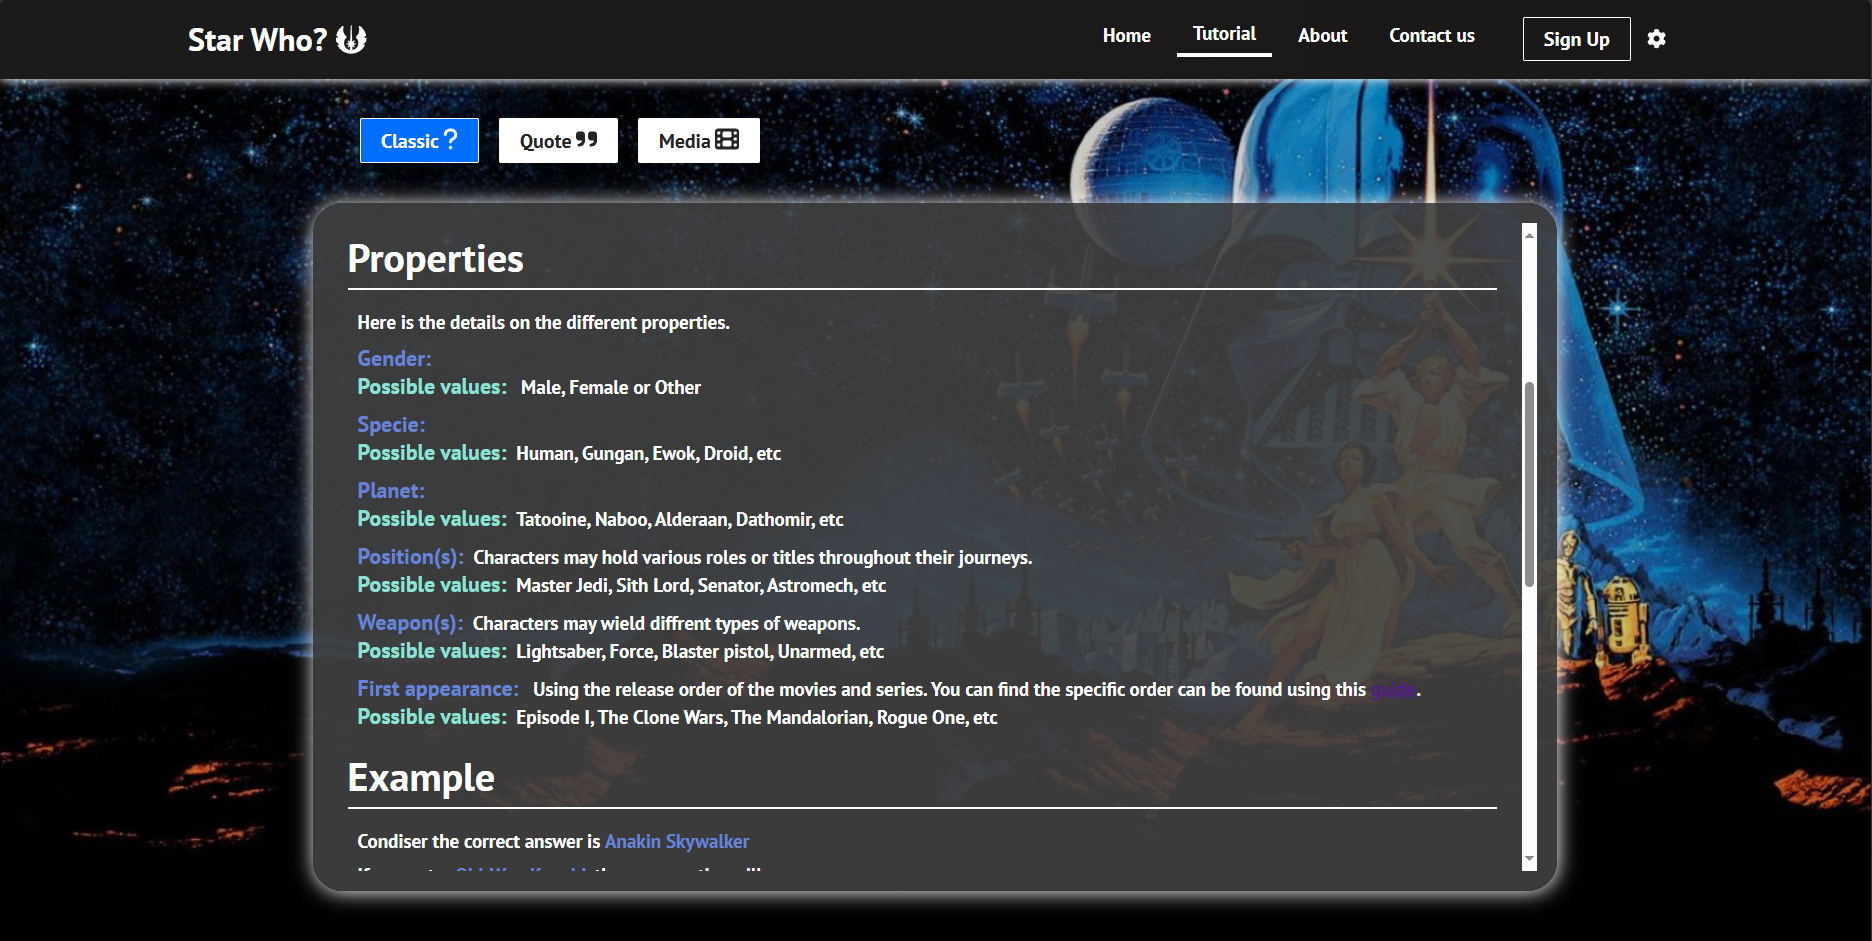 Star Who?
Home Tutorial About Contact us Sign Up
Classic ? Quote Media
Properties
Here is the details on the different properties.
Gender:
Possible values: Male, Female or Other
Specie:
Possible values: Human, Gungan, Ewok, Droid, etc
Planet:
Possible values: Tatooine, Naboo, Alderaan, Dathomir, etc
Position(s): Characters may hold various roles or titles throughout their journeys.
Possible values: Master Jedi, Sith Lord, Senator, Astromech, etc
Weapon(s): Characters may wield diffrent types of weapons.
Possible values: Lightsaber, Force, Blaster pistol, Unarmed, etc
First appearance: Using the release order of the movies and series. You can find the specific order can be found using this guide.
Possible values: Episode I, The Clone Wars, The Mandalorian, Rogue One, etc
Example
Condiser the correct answer is Anakin Skywalker